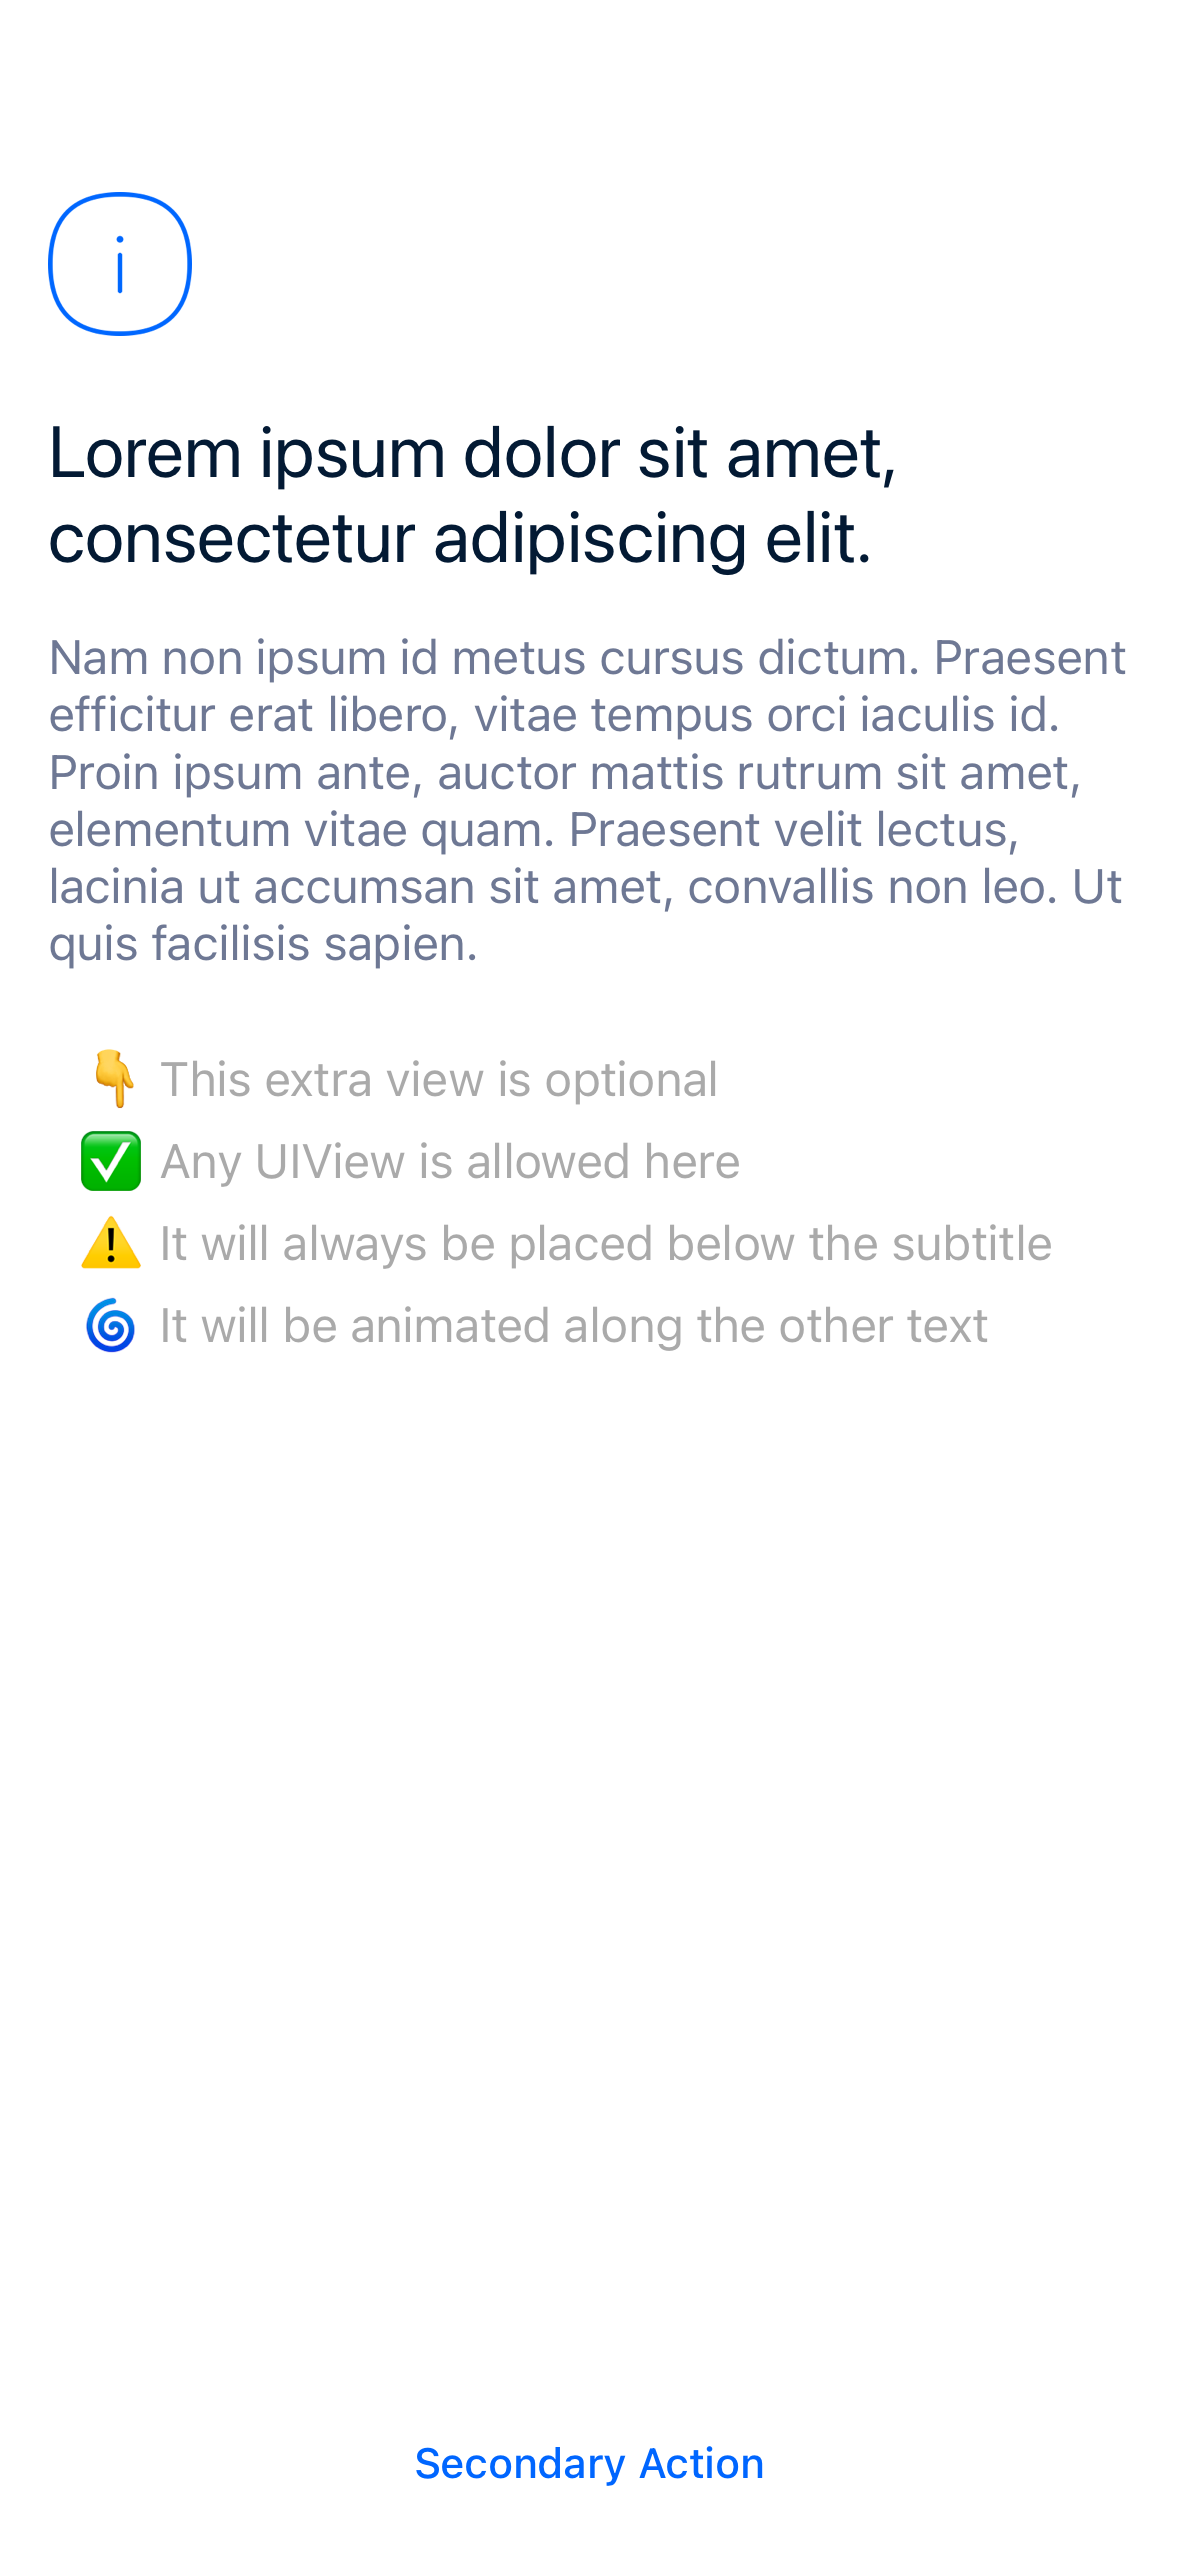 Lorem ipsum dolor sit amet,
consectetur adipiscing elit.
Nam non ipsum id metus cursus dictum. Praesent
efficitur erat libero, vitae tempus orci iaculis id.
Proin ipsum ante, auctor mattis rutrum sit amet,
elementum vitae quam. Praesent velit lectus,
lacinia ut accumsan sit amet, convallis non leo. Ut
quis facilisis sapien.
👇 This extra view is optional
✅ Any UIView is allowed here
⚠️ It will always be placed below the subtitle
🌀 It will be animated along the other text
Secondary Action